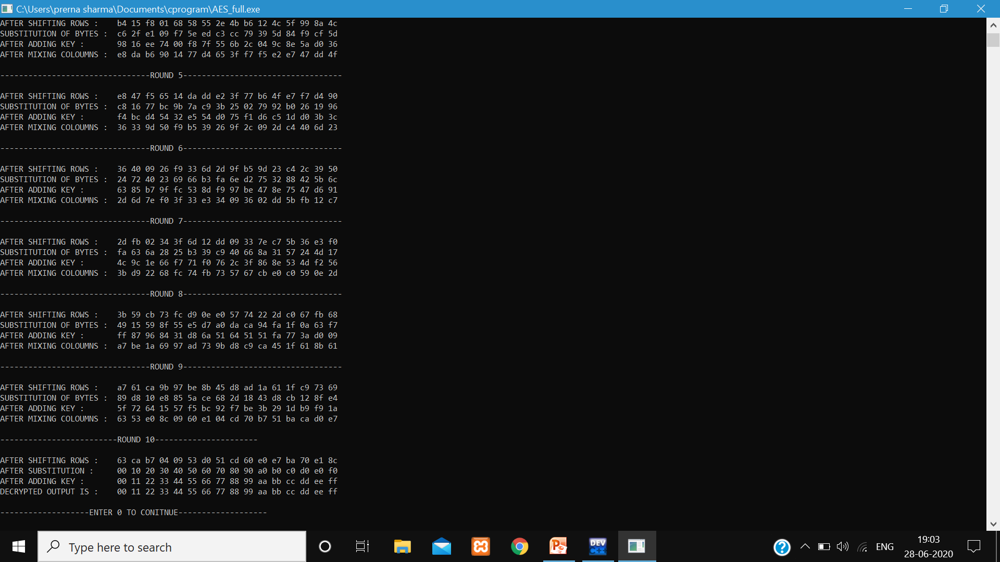 C:\Users\prerna sharma\Documents\cprogram\AES_full.exe
AFTER SHIFTING ROWS :    b4 15 f8 01 68 58 55 2e 4b b6 12 4c 5f 99 8a 4c
SUBSTITUTION OF BYTES :  c6 2f e1 09 f7 5e ed c3 cc 79 39 5d 84 f9 cf 5d
AFTER ADDING KEY :       98 16 ee 74 00 f8 7f 55 6b 2c 04 9c 8e 5a d0 36
AFTER MIXING COLOUMNS :  e8 da b6 90 14 77 d4 65 3f f7 f5 e2 e7 47 dd 4f
--------------------------------ROUND 5----------------------------------
AFTER SHIFTING ROWS :    e8 47 f5 65 14 da dd e2 3f 77 b6 4f e7 f7 d4 90
SUBSTITUTION OF BYTES :  c8 16 77 bc 9b 7a c9 3b 25 02 79 92 b0 26 19 96
AFTER ADDING KEY :       f4 bc d4 54 32 e5 54 d0 75 f1 d6 c5 1d d0 3b 3c
AFTER MIXING COLOUMNS :  36 33 9d 50 f9 b5 39 26 9f 2c 09 2d c4 40 6d 23
--------------------------------ROUND 6----------------------------------
AFTER SHIFTING ROWS :    36 40 09 26 f9 33 6d 2d 9f b5 9d 23 c4 2c 39 50
SUBSTITUTION OF BYTES :  24 72 40 23 69 66 b3 fa 6e d2 75 32 88 42 5b 6c
AFTER ADDING KEY :       63 85 b7 9f fc 53 8d f9 97 be 47 8e 75 47 d6 91
AFTER MIXING COLOUMNS :  2d 6d 7e f0 3f 33 e3 34 09 36 02 dd 5b fb 12 c7
--------------------------------ROUND 7----------------------------------
AFTER SHIFTING ROWS :    2d fb 02 34 3f 6d 12 dd 09 33 7e c7 5b 36 e3 f0
SUBSTITUTION OF BYTES :  fa 63 6a 28 25 b3 39 c9 40 66 8a 31 57 24 4d 17
AFTER ADDING KEY :       4c 9c 1e 66 f7 71 f0 76 2c 3f 86 8e 53 4d f2 56
AFTER MIXING COLOUMNS :  3b d9 22 68 fc 74 fb 73 57 67 cb e0 c0 59 0e 2d
--------------------------------ROUND 8----------------------------------
AFTER SHIFTING ROWS :    3b 59 cb 73 fc d9 0e e0 57 74 22 2d c0 67 fb 68
SUBSTITUTION OF BYTES :  49 15 59 8f 55 e5 d7 a0 da ca 94 fa 1f 0a 63 f7
AFTER ADDING KEY :       ff 87 96 84 31 d8 6a 51 64 51 51 fa 77 3a d0 09
AFTER MIXING COLOUMNS :  a7 be 1a 69 97 ad 73 9b d8 c9 ca 45 1f 61 8b 61
--------------------------------ROUND 9----------------------------------
AFTER SHIFTING ROWS :    a7 61 ca 9b 97 be 8b 45 d8 ad 1a 61 1f c9 73 69
SUBSTITUTION OF BYTES :  89 d8 10 e8 85 5a ce 68 2d 18 43 d8 cb 12 8f e4
AFTER ADDING KEY :       5f 72 64 15 57 f5 bc 92 f7 be 3b 29 1d b9 f9 1a
AFTER MIXING COLOUMNS :  63 53 e0 8c 09 60 e1 04 cd 70 b7 51 ba ca d0 e7
-------------------------ROUND 10----------------------
AFTER SHIFTING ROWS :    63 ca b7 04 09 53 d0 51 cd 60 e0 e7 ba 70 e1 8c
AFTER SUBSTITUTION :     00 10 20 30 40 50 60 70 80 90 a0 b0 c0 d0 e0 f0
AFTER ADDING KEY :       00 11 22 33 44 55 66 77 88 99 aa bb cc dd ee ff
DECRYPTED OUTPUT IS :    00 11 22 33 44 55 66 77 88 99 aa bb cc dd ee ff
-------------------ENTER 0 TO CONITNUE-------------------
Type here to search
DEV C++
ENG
19:03
28-06-2020